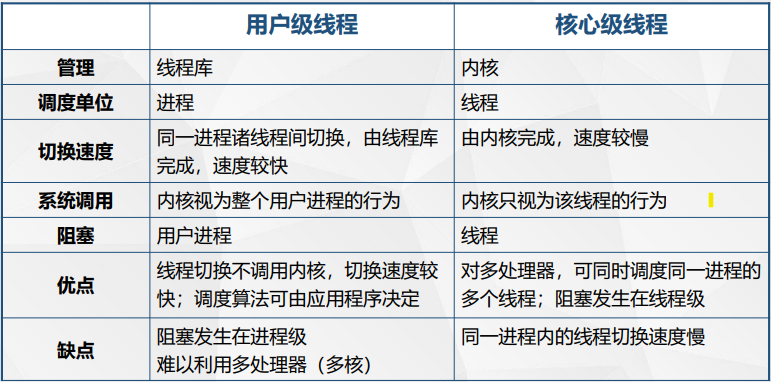 用户级线程 核心级线程
管理 线程库 内核
调度单位 进程 线程
切换速度 同一进程诸线程间切换，由线程库 由内核完成，速度较慢
完成，速度较快
系统调用 内核视为整个用户进程的行为 内核只视为该线程的行为
阻塞 用户进程 线程
优点 线程切换不调用内核，切换速度较 对多处理器，可同时调度同一进程的
快；调度算法可由应用程序决定 多个线程；阻塞发生在线程级
缺点 阻塞发生在进程级 同一进程内的线程切换速度慢
难以利用多处理器（多核）